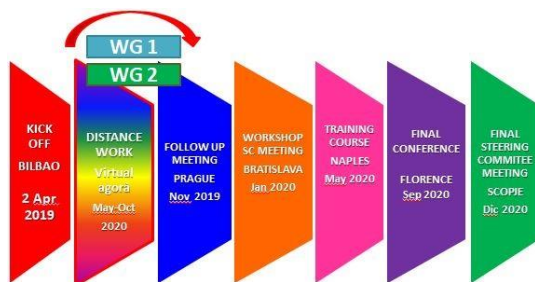 WG 1
WG 2
KICK
OFF
BILBAO
2 Apr
2019
DISTANCE
WORK
Virtual
agora
May-Oct
2020
FOLLOW UP
MEETING
PRAGUE
Nov 2019
WORKSHOP
SC MEETING
BRATISLAVA
Jan 2020
TRAINING
COURSE
NAPLES
May 2020
FINAL
CONFERENCE
FLORENCE
Sep 2020
FINAL
STEERING
COMMITEE
MEETING
SCOPIE
Dic 2020